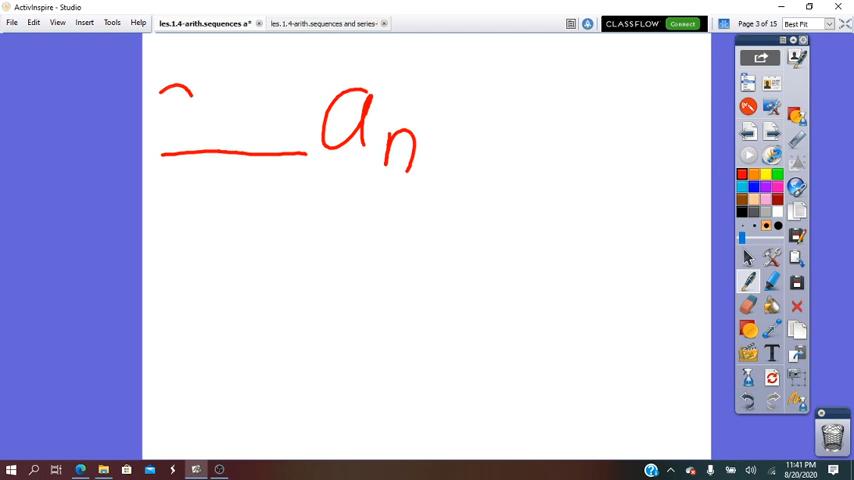 ActivInspire - Studio
File Edit View Insert Tools Help les.1.4-arith.sequences a* les.1.4-arith.sequences and series- CLASSFLOW Connect Page 3 of 15 Best Fit
a
n
T
?
11:41 PM
8/20/2020